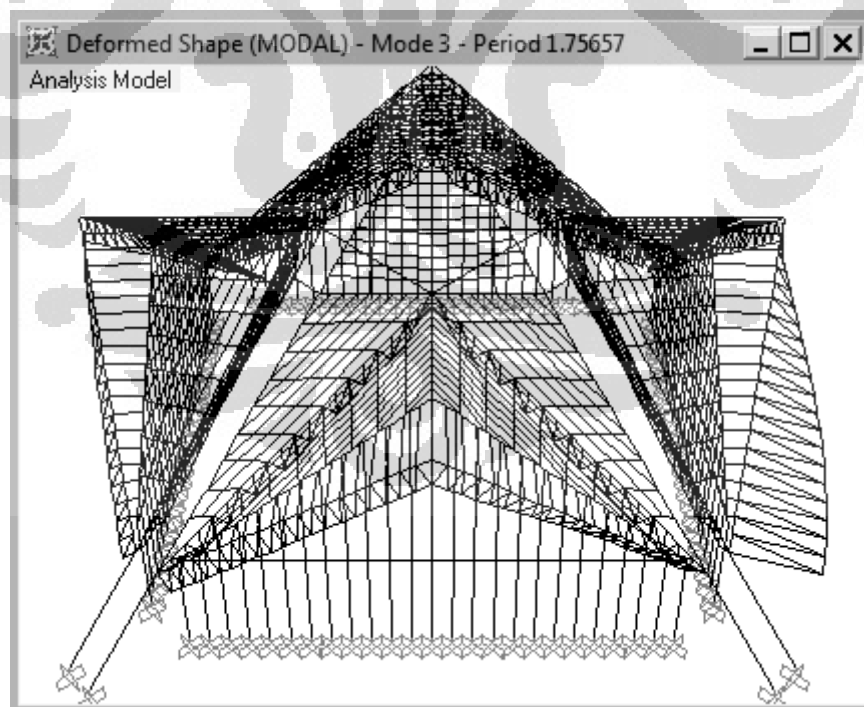 Deformed Shape (MODAL) - Mode 3 - Period 1.75657
Analysis Model